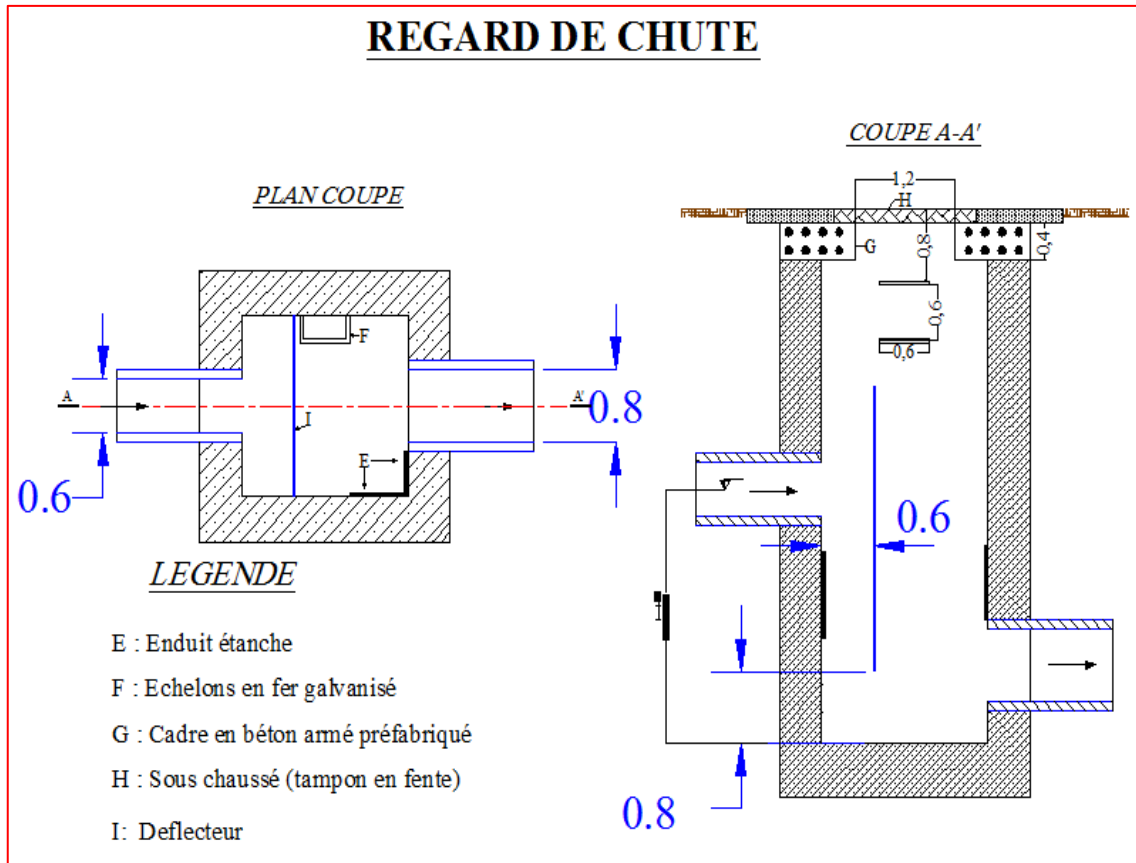 REGARD DE CHUTE
PLAN COUPE
F
A
A'
I
E
0.6
0.8
COUPE A-A'
1,2
H
G
0,8
0,4
0,6
0,6
0.6
0.8
LEGENDE
E : Enduit étanche
F : Echelons en fer galvanisé
G : Cadre en béton armé préfabriqué
H : Sous chaussé (tampon en fente)
I: Deflecteur